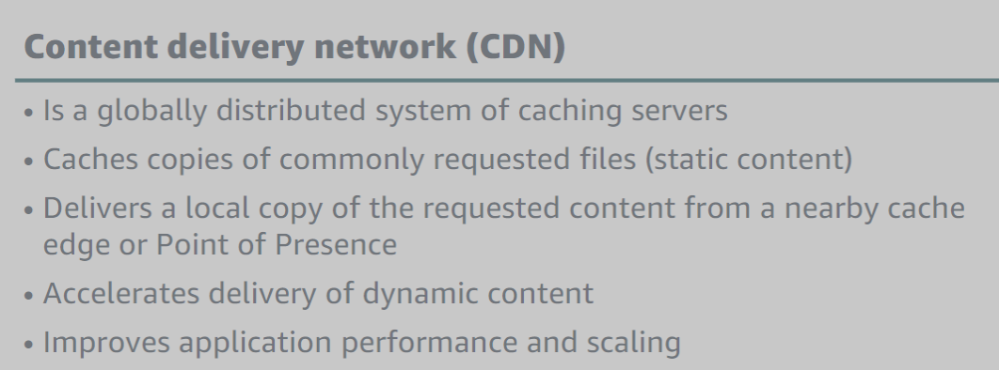 Content delivery network (CDN)
• Is a globally distributed system of caching servers
• Caches copies of commonly requested files (static content)
• Delivers a local copy of the requested content from a nearby cache
edge or Point of Presence
• Accelerates delivery of dynamic content
• Improves application performance and scaling